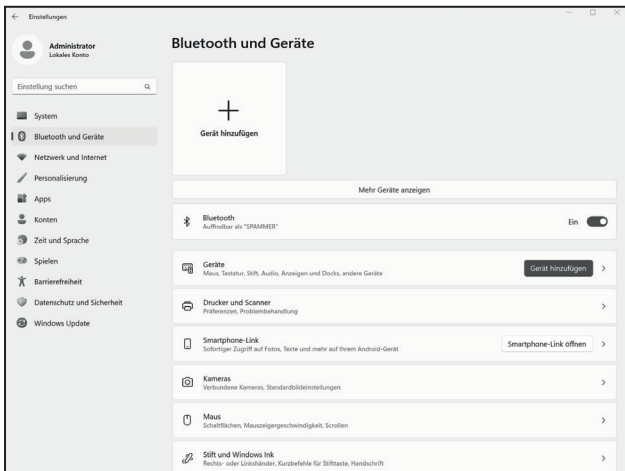 Einstellungen
Administrator
Lokales Konto
Einstellung suchen
System
Bluetooth und Geräte
Netzwerk und Internet
Personalisierung
Apps
Konten
Zeit und Sprache
Spielen
Barrierefreiheit
Datenschutz und Sicherheit
Windows Update
Bluetooth und Geräte
Gerät hinzufügen
Mehr Geräte anzeigen
Bluetooth
Auffindbar als "SPAMMER"
Ein
Geräte
Maus, Tastatur, Stift, Audio, Anzeigen und Docks, andere Geräte
Gerät hinzufügen
Drucker und Scanner
Präferenzen, Problembehandlung
Smartphone-Link
Sofortiger Zugriff auf Fotos, Texte und mehr auf Ihrem Android-Gerät
Smartphone-Link öffnen
Kameras
Verbundene Kameras, Standardbildeinstellungen
Maus
Schaltflächen, Mauszeigergeschwindigkeit, Scrollen
Stift und Windows Ink
Rechts- oder Linkshänder, Kurzbefehle für Stifttaste, Handschrift